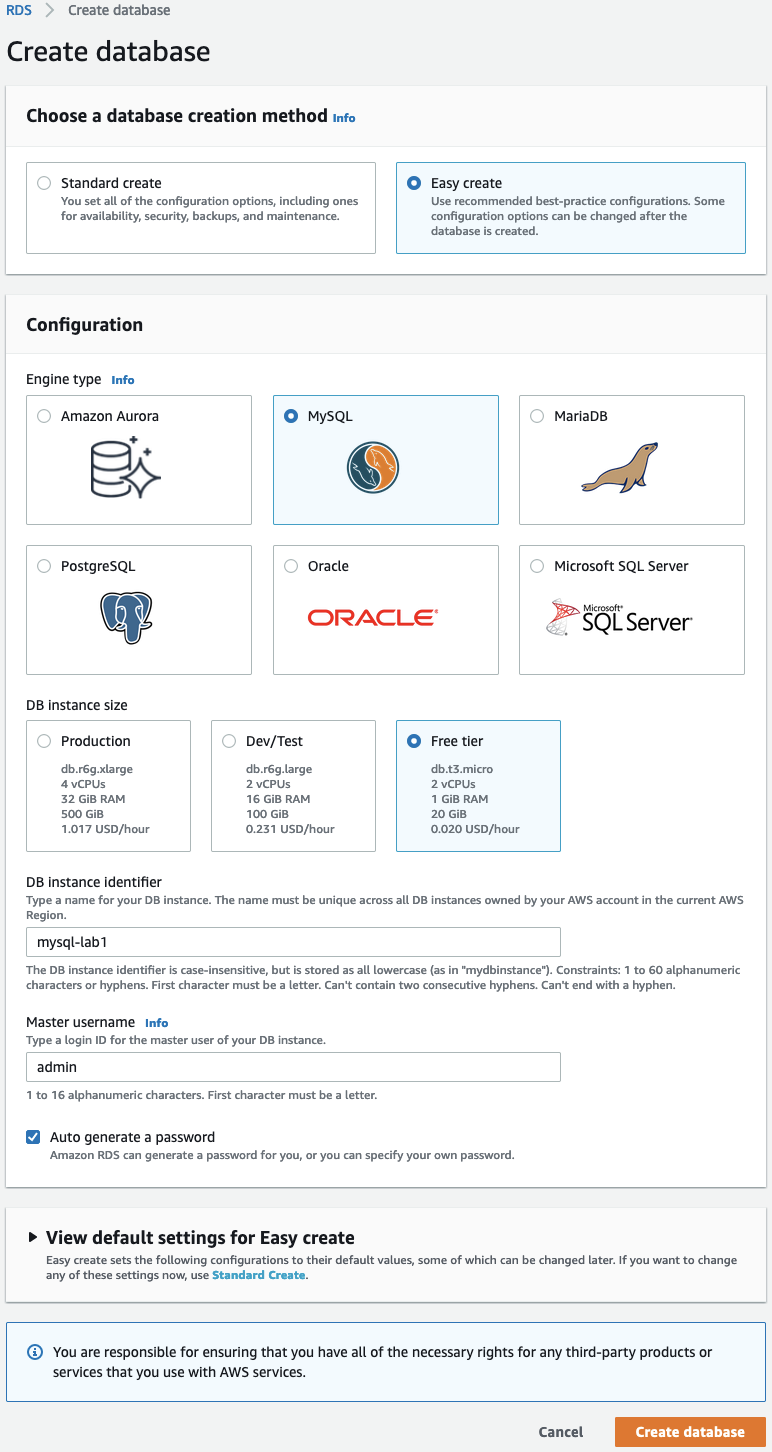 RDS > Create database
Create database
Choose a database creation method Info
Standard create
You set all of the configuration options, including ones
for availability, security, backups, and maintenance.
Easy create
Use recommended best-practice configurations. Some
configuration options can be changed after the
database is created.
Configuration
Engine type Info
Amazon Aurora
MySQL
MariaDB
PostgreSQL
Oracle
ORACLE
Microsoft SQL Server
Microsoft®
SQL Server
DB instance size
Production
db.r6g.xlarge
4 vCPUs
32 GiB RAM
500 GiB
1.017 USD/hour
Dev/Test
db.r6g.large
2 vCPUs
16 GiB RAM
100 GiB
0.231 USD/hour
Free tier
db.t3.micro
2 vCPUs
1 GiB RAM
20 GiB
0.020 USD/hour
DB instance identifier
Type a name for your DB instance. The name must be unique across all DB instances owned by your AWS account in the current AWS
Region.
mysql-lab1
The DB instance identifier is case-insensitive, but is stored as all lowercase (as in "mydbinstance"). Constraints: 1 to 60 alphanumeric
characters or hyphens. First character must be a letter. Can't contain two consecutive hyphens. Can't end with a hyphen.
Master username Info
Type a login ID for the master user of your DB instance.
admin
1 to 16 alphanumeric characters. First character must be a letter.
Auto generate a password
Amazon RDS can generate a password for you, or you can specify your own password.
View default settings for Easy create
Easy create sets the following configurations to their default values, some of which can be changed later. If you want to change
any of these settings now, use Standard Create.
You are responsible for ensuring that you have all of the necessary rights for any third-party products or
services that you use with AWS services.
Cancel
Create database